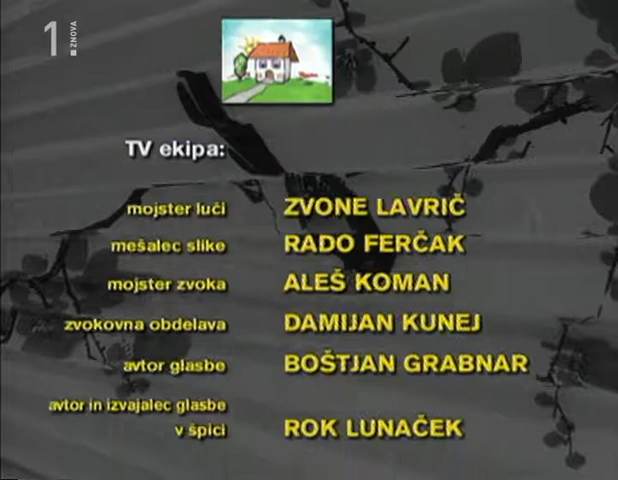 1
ZNOVA
TV ekipa:
mojster luči ZVONE LAVRIČ
mešalec slike RADO FERČAK
mojster zvoka ALEŠ KOMAN
zvokovna obdelava DAMIJAN KUNEJ
avtor glasbe BOŠTJAN GRABNAR
avtor in izvajalec glasbe
v špici ROK LUNAČEK